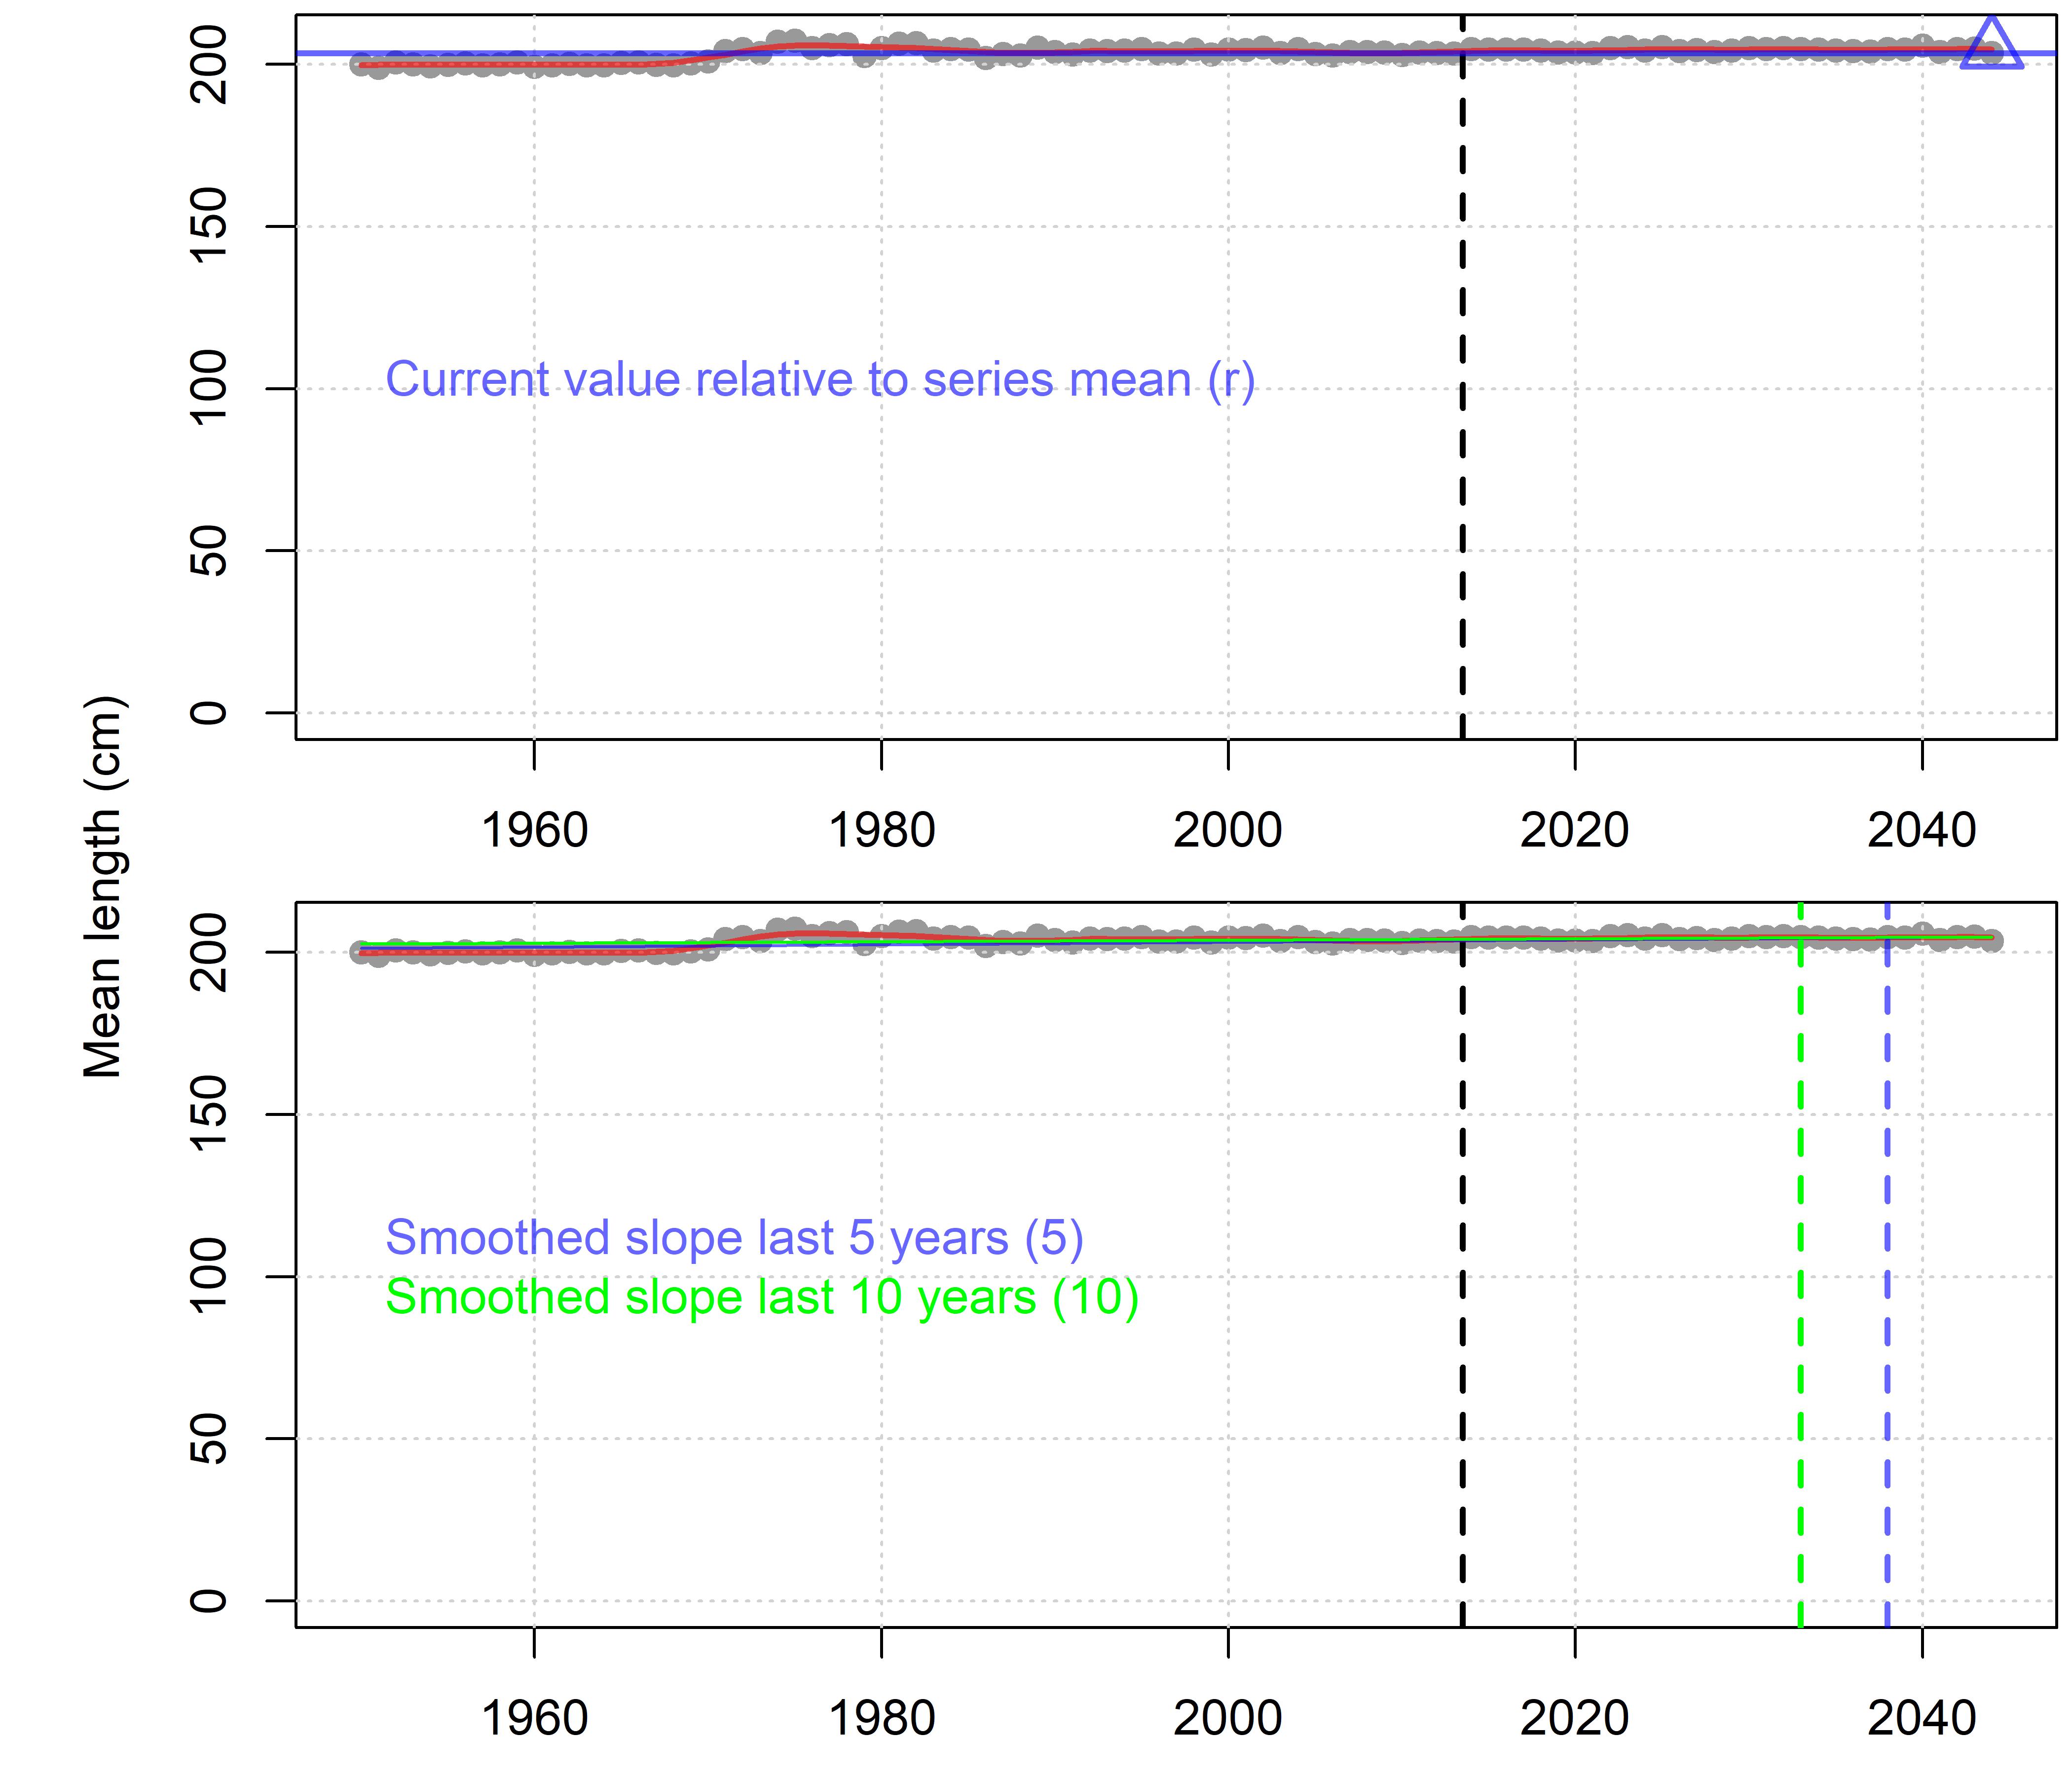 Mean length (cm)
200
150
100
50
0
Current value relative to series mean (r)
1960 1980 2000 2020 2040
200
150
100
50
0
Smoothed slope last 5 years (5)
Smoothed slope last 10 years (10)
1960 1980 2000 2020 2040